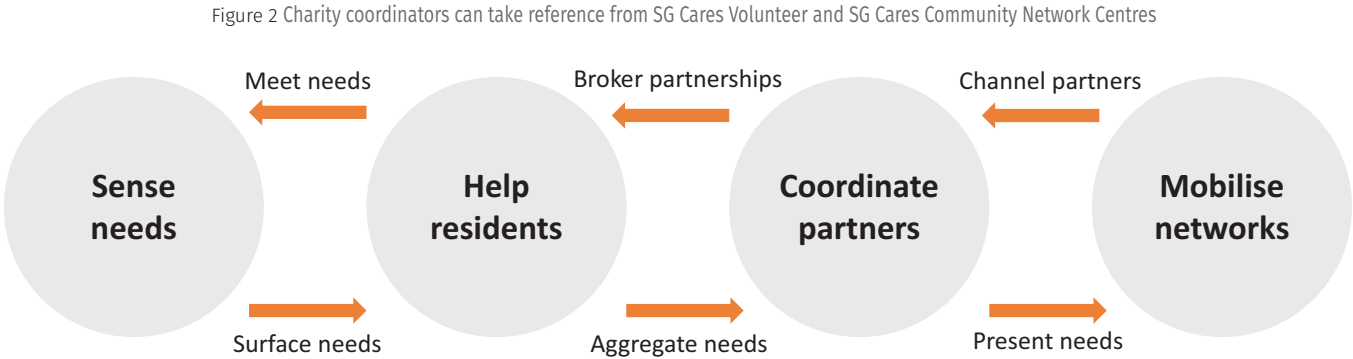 Figure 2 Charity coordinators can take reference from SG Cares Volunteer and SG Cares Community Network Centres
Meet needs
Broker partnerships
Channel partners
Sense
needs
Help
residents
Coordinate
partners
Mobilise
networks
Surface needs
Aggregate needs
Present needs